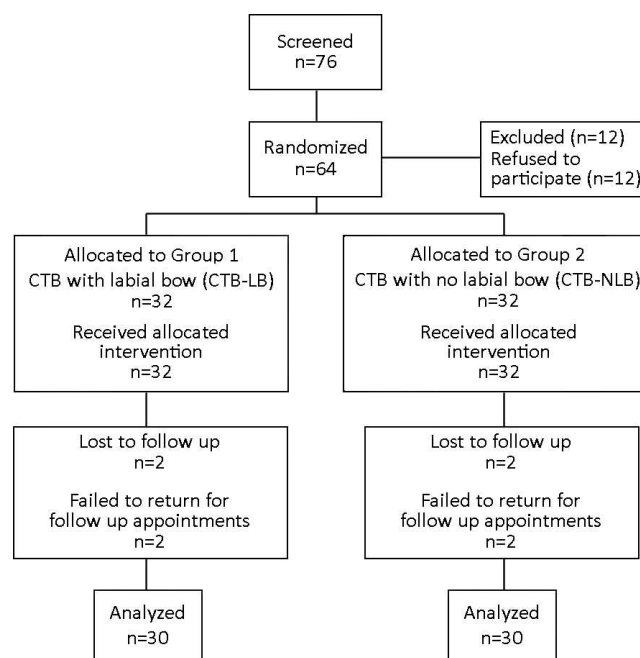 Screened
n=76
Randomized
n=64
Excluded (n=12)
Refused to
participate (n=12)
Allocated to Group 1
CTB with labial bow (CTB-LB)
n=32
Received allocated
intervention
n=32
Allocated to Group 2
CTB with no labial bow (CTB-NLB)
n=32
Received allocated
intervention
n=32
Lost to follow up
n=2
Failed to return for
follow up appointments
n=2
Lost to follow up
n=2
Failed to return for
follow up appointments
n=2
Analyzed
n=30
Analyzed
n=30